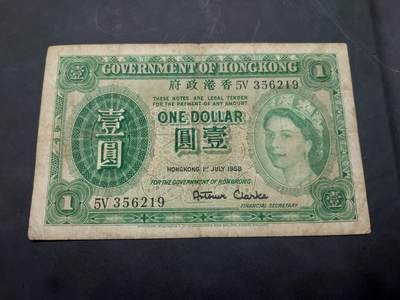 GOVERNMENT OF HONGKONG
1
1
府政港香 5V 356219
THESE NOTES ARE LEGAL TENDER
FOR THE PAYMENT OF ANY AMOUNT
ONE DOLLAR
壹圓
圓壹
HONGKONG 1ST JULY 1958
FOR THE GOVERNMENT OF HONGKONG
1
5V 356219
Arthur Clarke
FINANCIAL SECRETARY
1